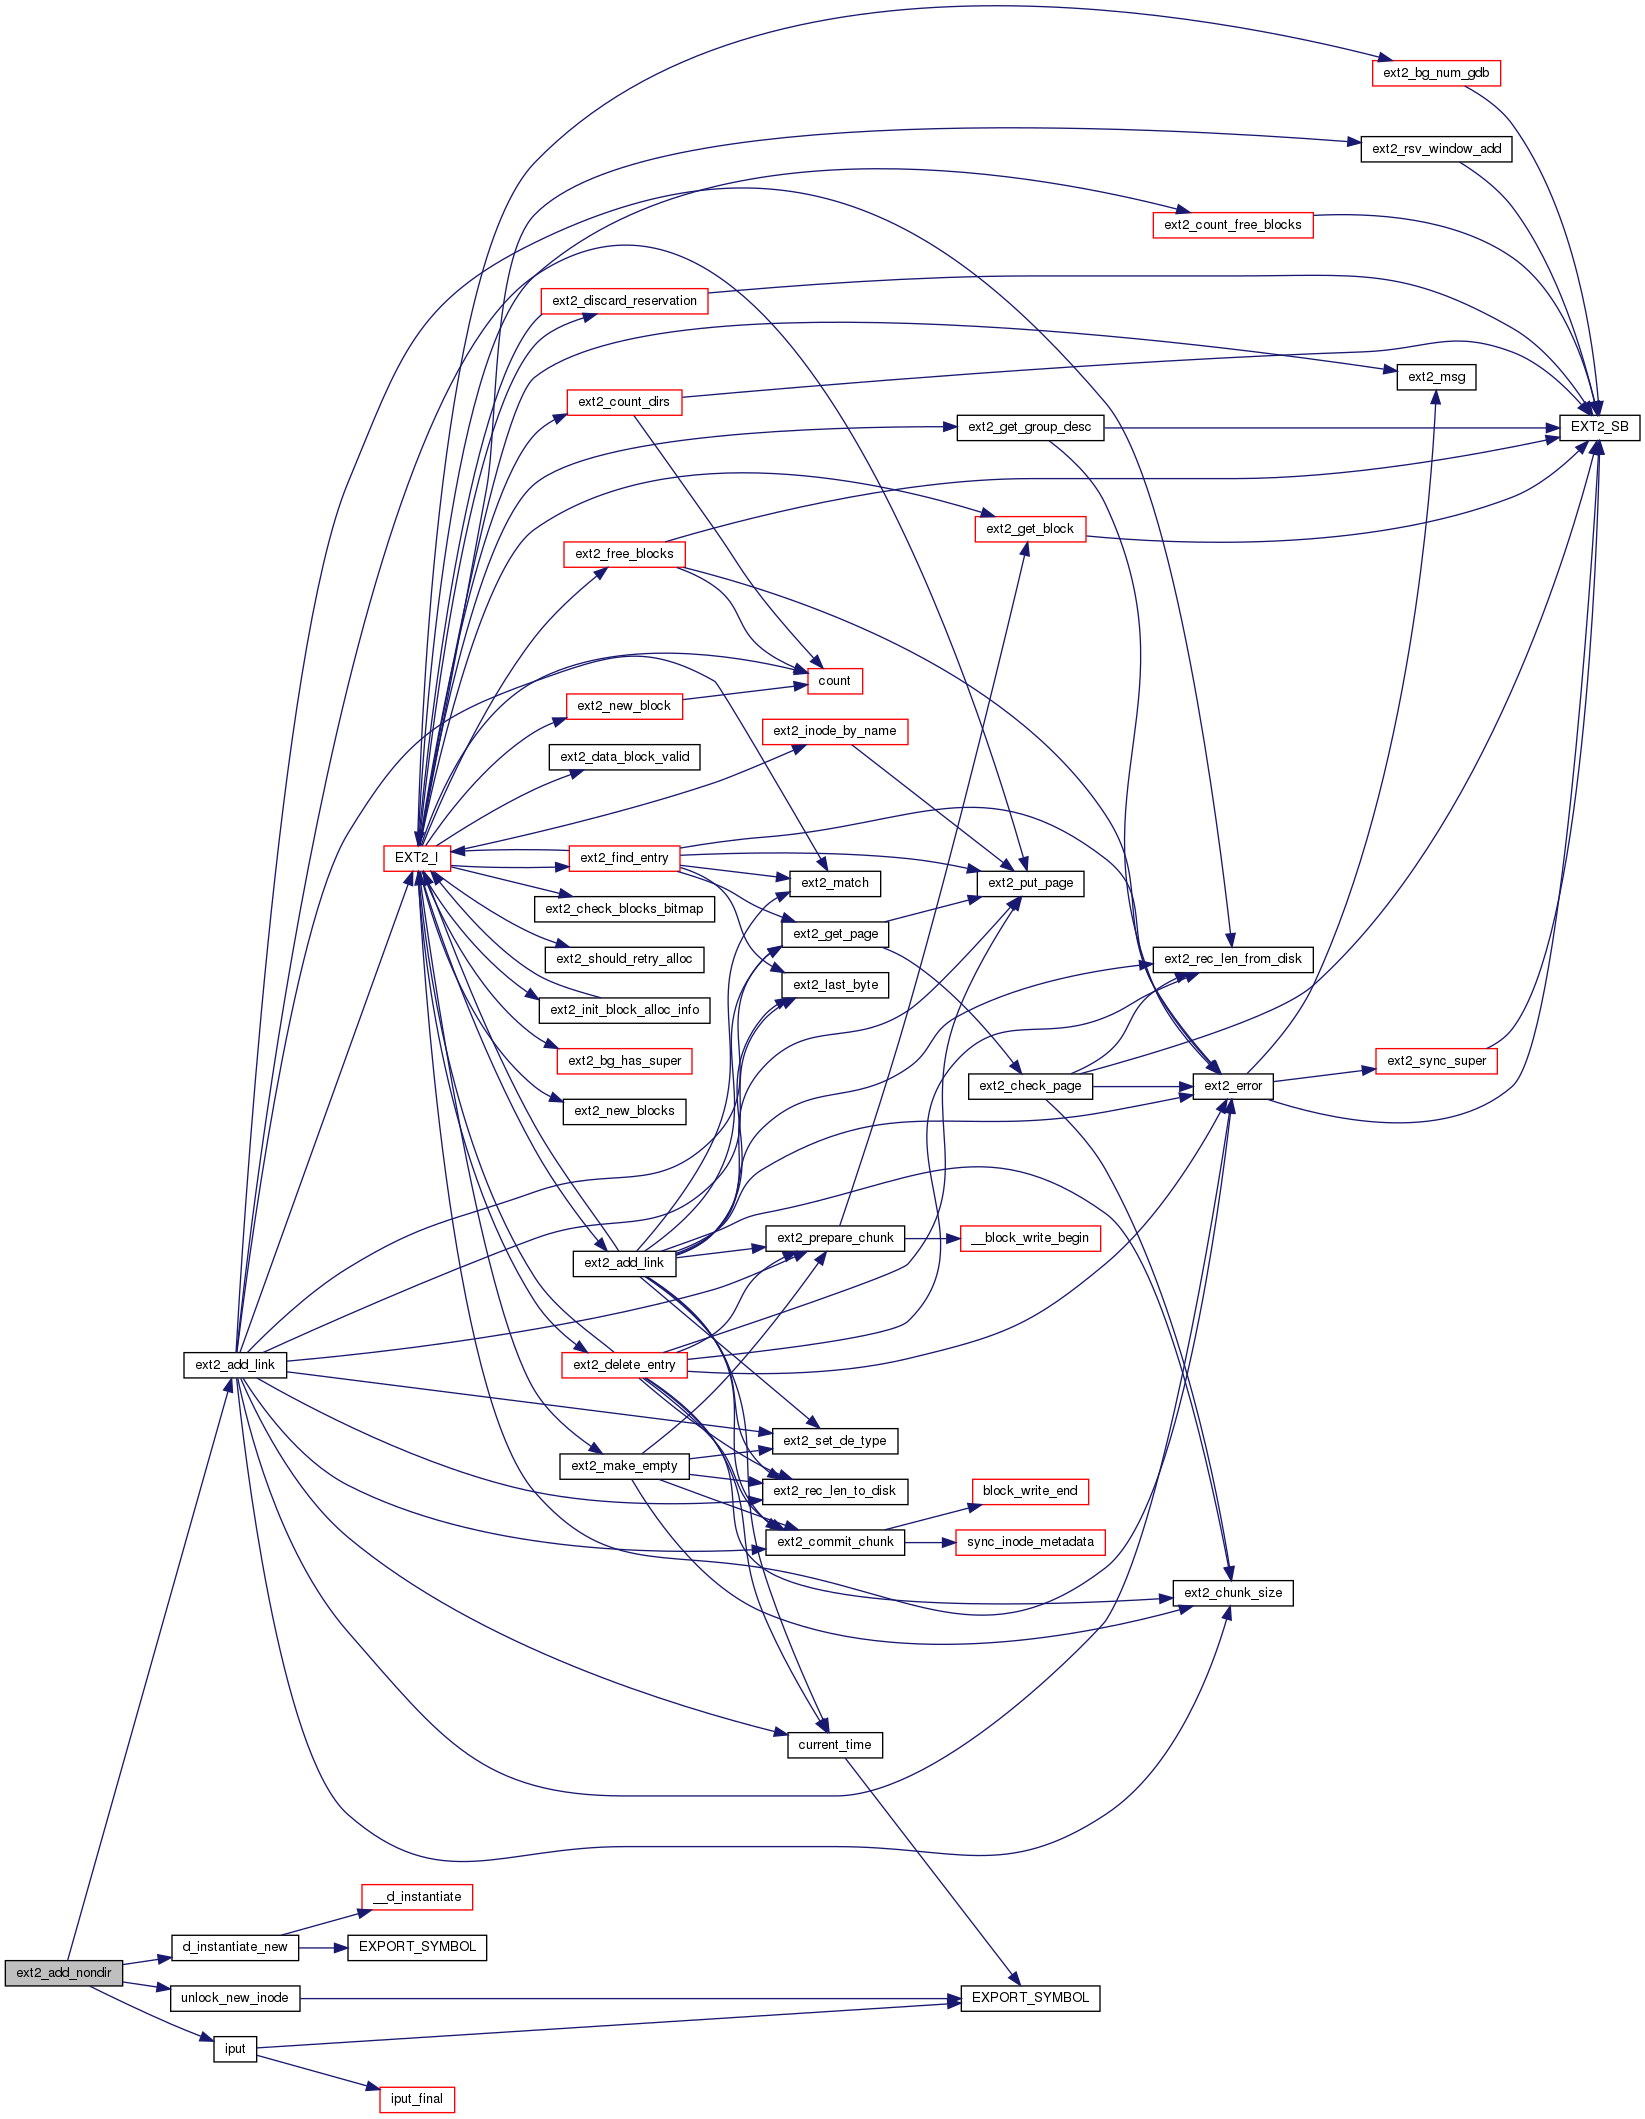 ext2_bg_num_gdb
ext2_rsv_window_add
ext2_count_free_blocks
ext2_discard_reservation
ext2_msg
ext2_count_dirs
ext2_get_group_desc
EXT2_SB
ext2_get_block
ext2_free_blocks
count
ext2_new_block
ext2_inode_by_name
ext2_data_block_valid
EXT2_I
ext2_find_entry
ext2_match
ext2_put_page
ext2_check_blocks_bitmap
ext2_get_page
ext2_should_retry_alloc
ext2_rec_len_from_disk
ext2_last_byte
ext2_init_block_alloc_info
ext2_bg_has_super
ext2_sync_super
ext2_check_page
ext2_error
ext2_new_blocks
ext2_prepare_chunk
__block_write_begin
ext2_add_link
ext2_add_link
ext2_delete_entry
ext2_set_de_type
ext2_make_empty
ext2_rec_len_to_disk
block_write_end
ext2_commit_chunk
sync_inode_metadata
ext2_chunk_size
current_time
__d_instantiate
d_instantiate_new
EXPORT_SYMBOL
ext2_add_nondir
unlock_new_inode
EXPORT_SYMBOL
iput
iput_final